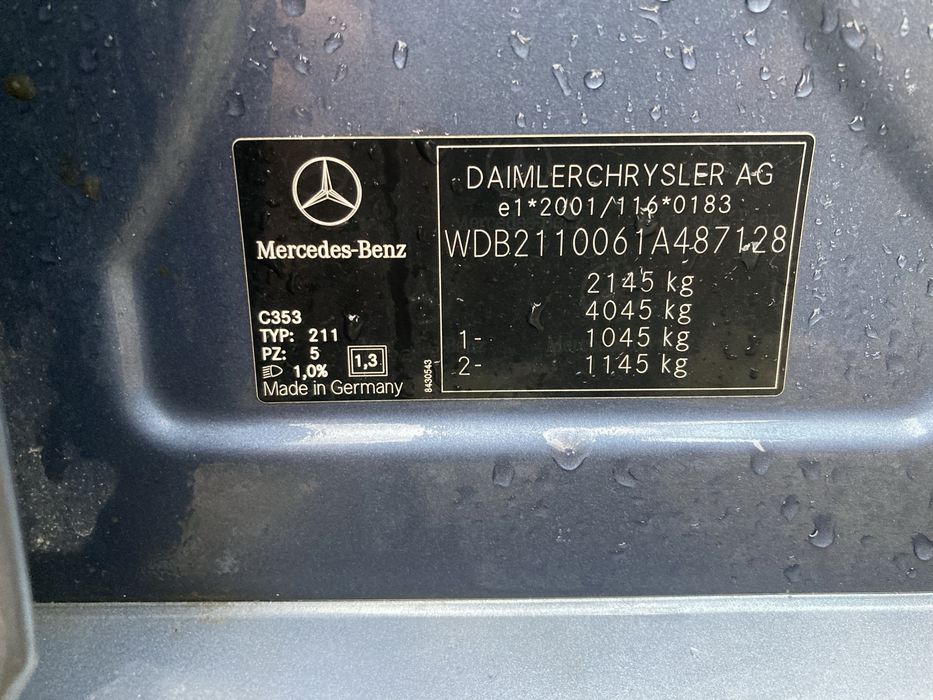 Mercedes-Benz
C353
TYP: 211
PZ: 5
1,0%
1,3
Made in Germany
8430543
DAIMLERCHRYSLER AG
e1*2001/116*0183
WDB2110061A487128
2145 kg
4045 kg
1- 1045 kg
2- 1145 kg